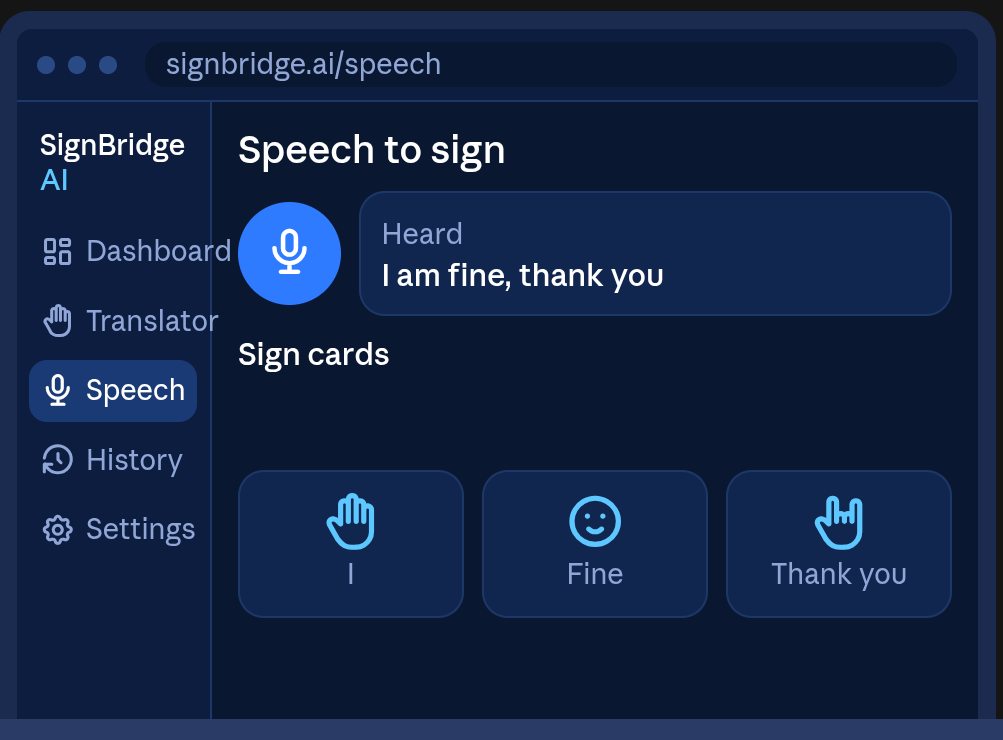 signbridge.ai/speech
SignBridge
AI
Dashboard
Translator
Speech
History
Settings
Speech to sign
Heard
I am fine, thank you
Sign cards
I
Fine
Thank you